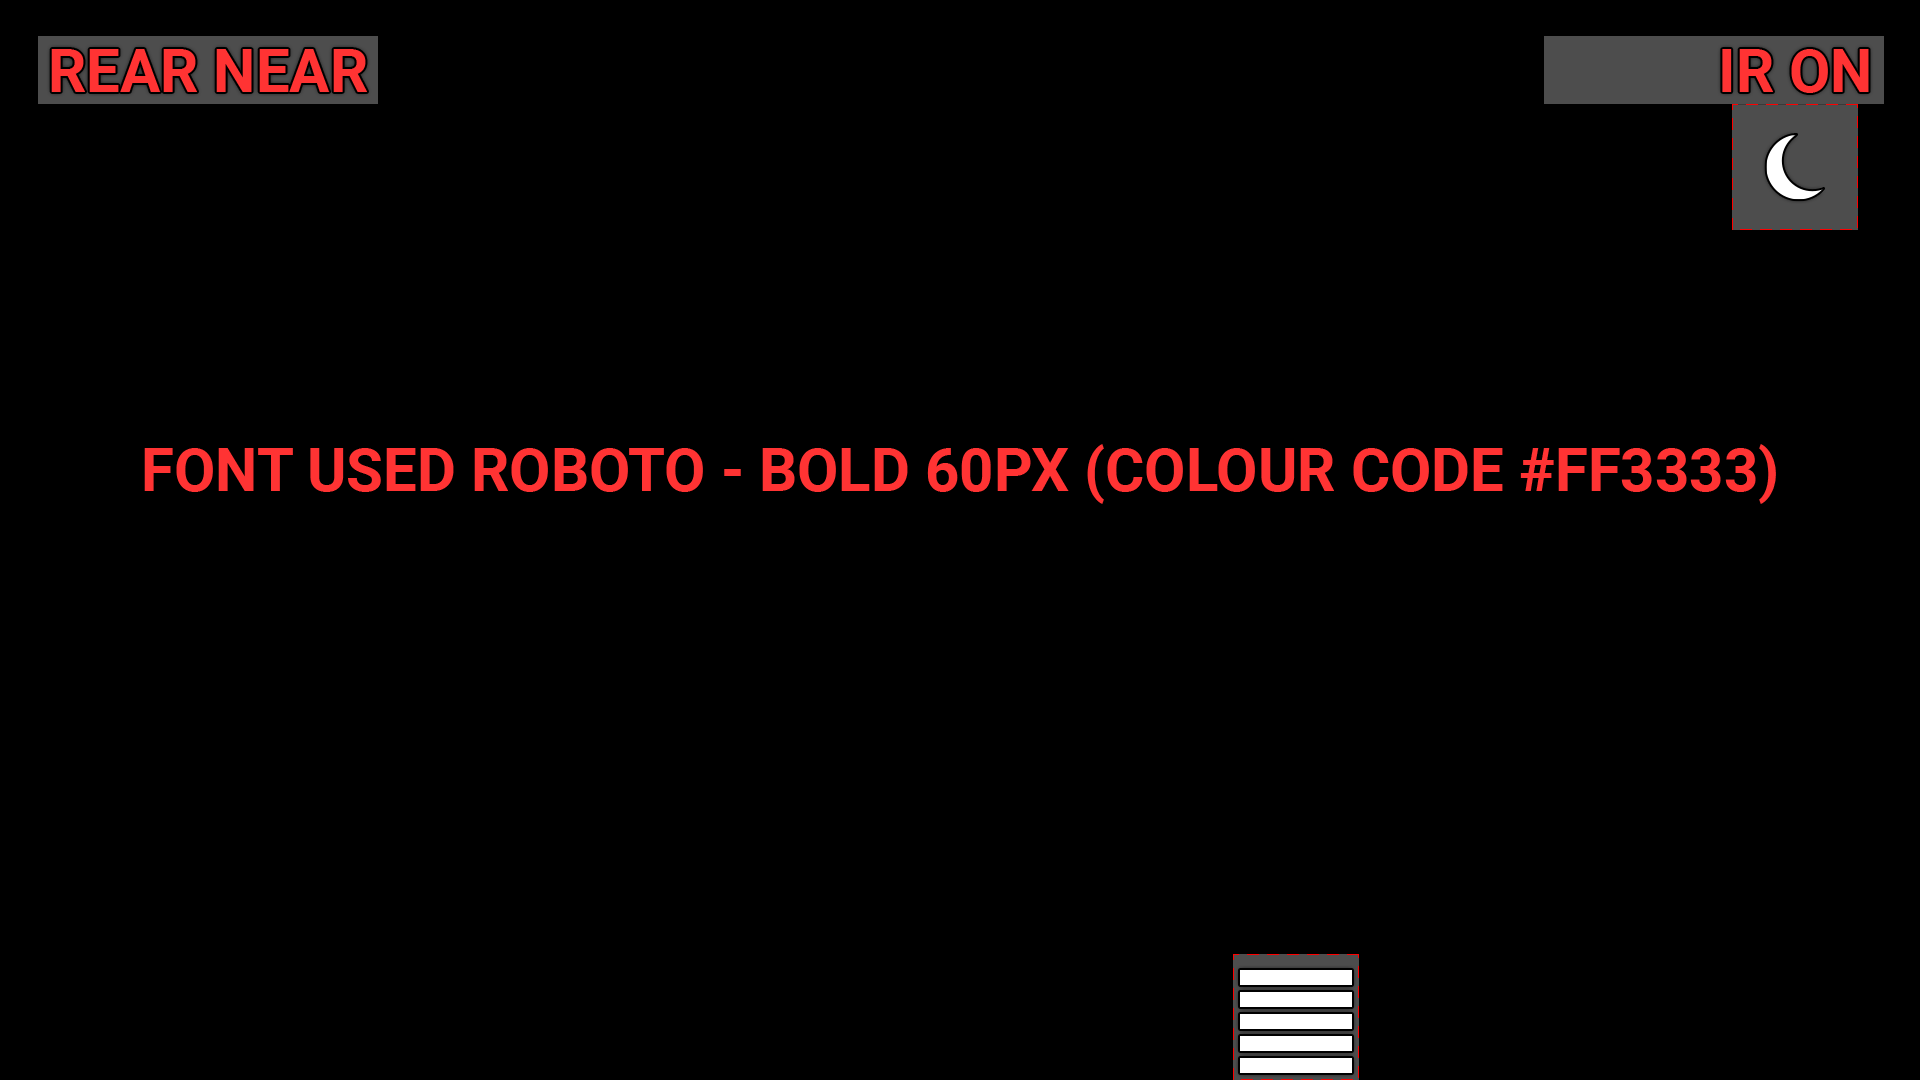 REAR NEAR
IR ON
FONT USED ROBOTO - BOLD 60PX (COLOUR CODE #FF3333)